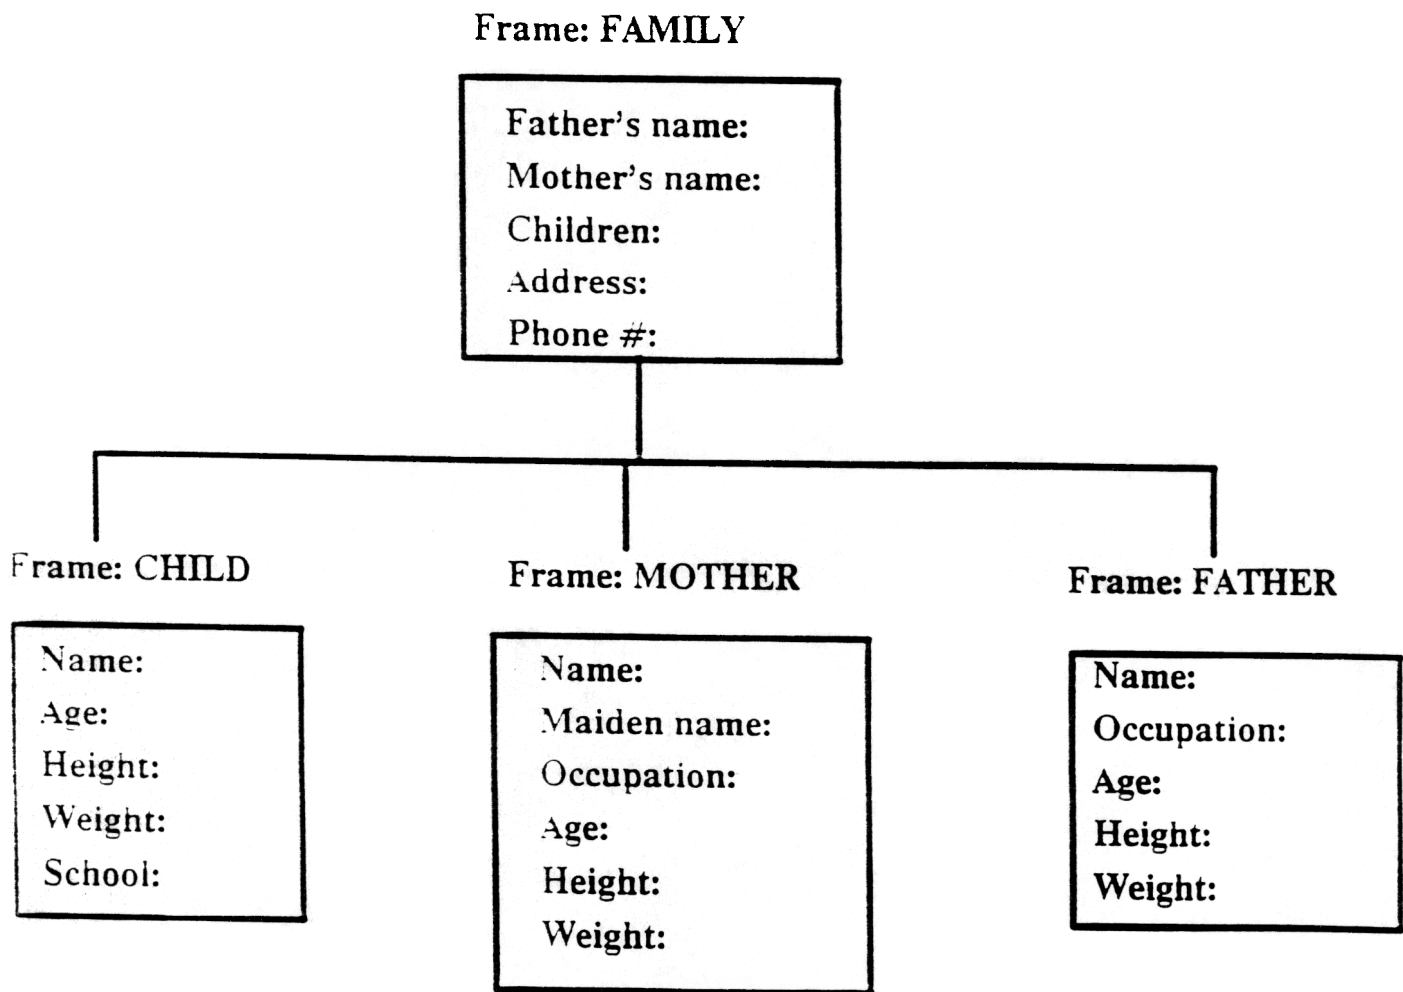 Frame: FAMILY
Father's name:
Mother's name:
Children:
Address:
Phone #:
Frame: CHILD
Name:
Age:
Height:
Weight:
School:
Frame: MOTHER
Name:
Maiden name:
Occupation:
Age:
Height:
Weight:
Frame: FATHER
Name:
Occupation:
Age:
Height:
Weight: